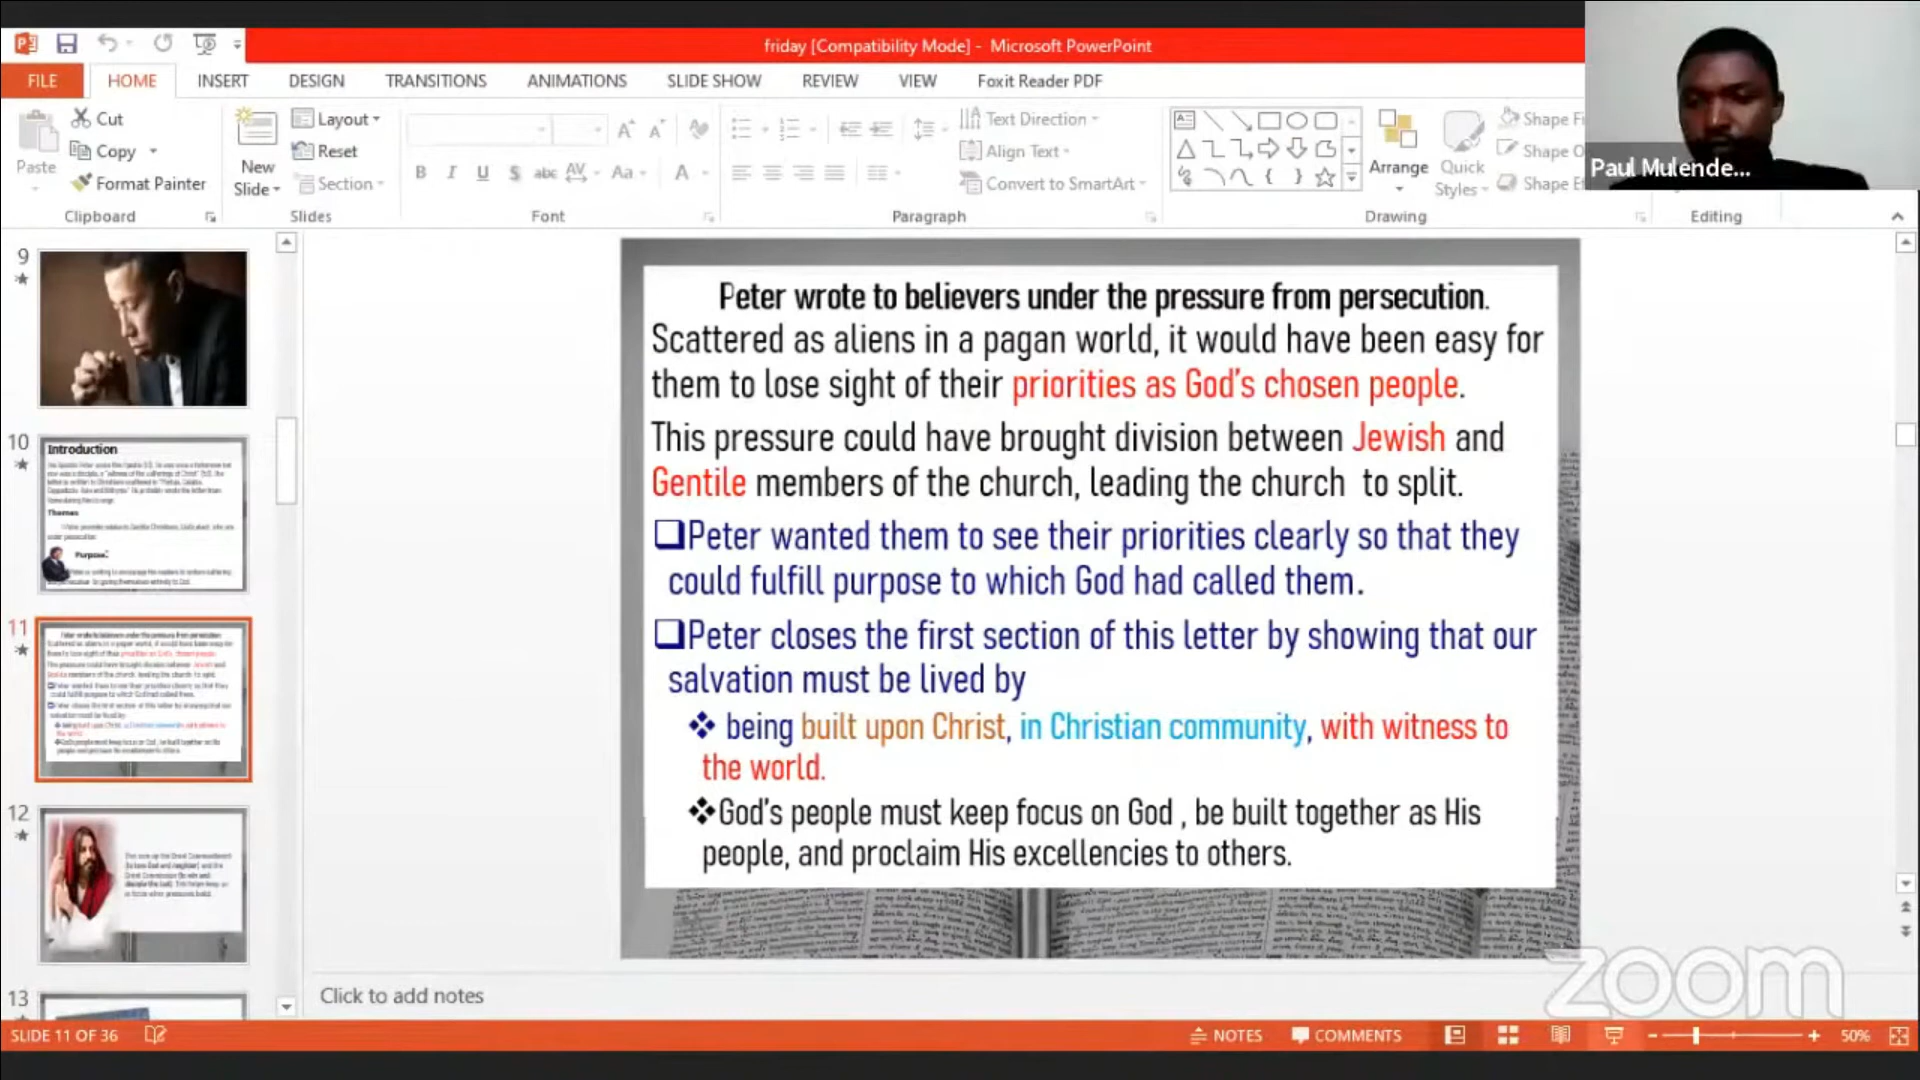 friday [Compatibility Mode] - Microsoft PowerPoint
FILE HOME INSERT DESIGN TRANSITIONS ANIMATIONS SLIDE SHOW REVIEW VIEW Foxit Reader PDF
Paste
Cut
Copy
Format Painter
Clipboard
New
Slide
Layout
Reset
Section
Slides
B I U S abc AV Aa A
Font
Text Direction
Align Text
Convert to SmartArt
Paragraph
Arrange
Quick
Styles
Shape Fi
Shape O
Shape E
Drawing
Editing
Paul Mulende...
9
10
Introduction
Themes
Purpose:
11
12
13
Peter wrote to believers under the pressure from persecution.
Scattered as aliens in a pagan world, it would have been easy for
them to lose sight of their priorities as God's chosen people.
This pressure could have brought division between Jewish and
Gentile members of the church, leading the church to split.
Peter wanted them to see their priorities clearly so that they
could fulfill purpose to which God had called them.
Peter closes the first section of this letter by showing that our
salvation must be lived by
being built upon Christ, in Christian community, with witness to
the world.
God's people must keep focus on God , be built together as His
people, and proclaim His excellencies to others.
Click to add notes
zoom
SLIDE 11 OF 36
NOTES COMMENTS 50%